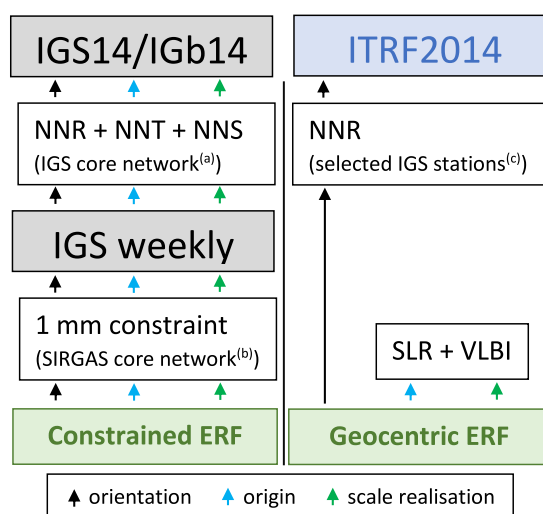 IGS14/IGb14
NNR + NNT + NNS
(IGS core network(a))
IGS weekly
1 mm constraint
(SIRGAS core network(b))
Constrained ERF
ITRF2014
NNR
(selected IGS stations(c))
SLR + VLBI
Geocentric ERF
orientation origin scale realisation